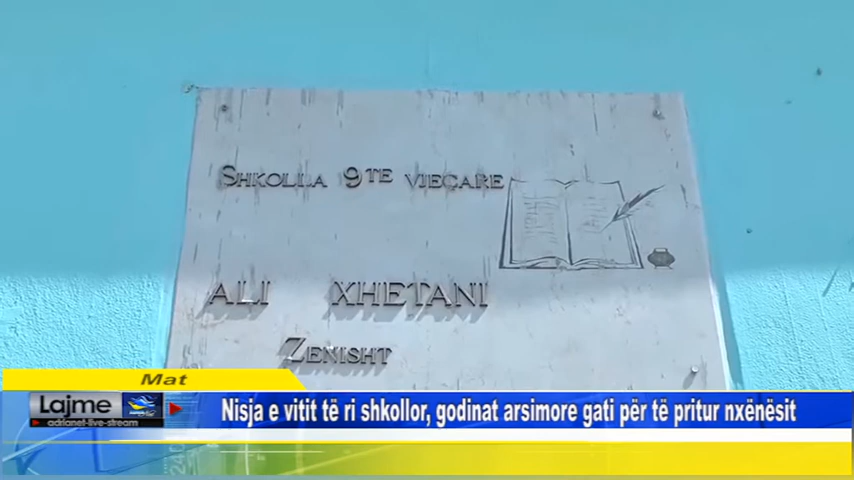 SHKOLLA 9TE VJEÇARE
ALI XHETANI
ZENISHT
Mat
Lajme
adrianet-live-stream
Nisja e vitit të ri shkollor, godinat arsimore gati për të pritur nxënësit